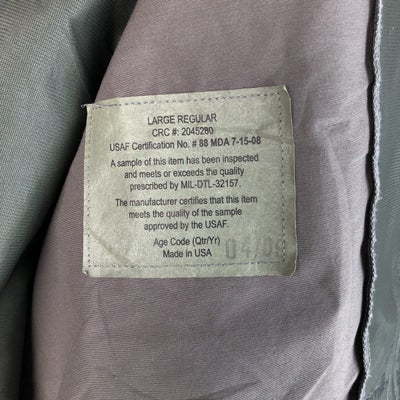 LARGE REGULAR
CRC #: 2045280
USAF Certification No. # 88 MDA 7-15-08
A sample of this item has been inspected
and meets or exceeds the quality
prescribed by MIL-DTL-32157.
The manufacturer certifies that this item
meets the quality of the sample
approved by the USAF.
Age Code (Qtr/Yr)
Made in USA
04/09